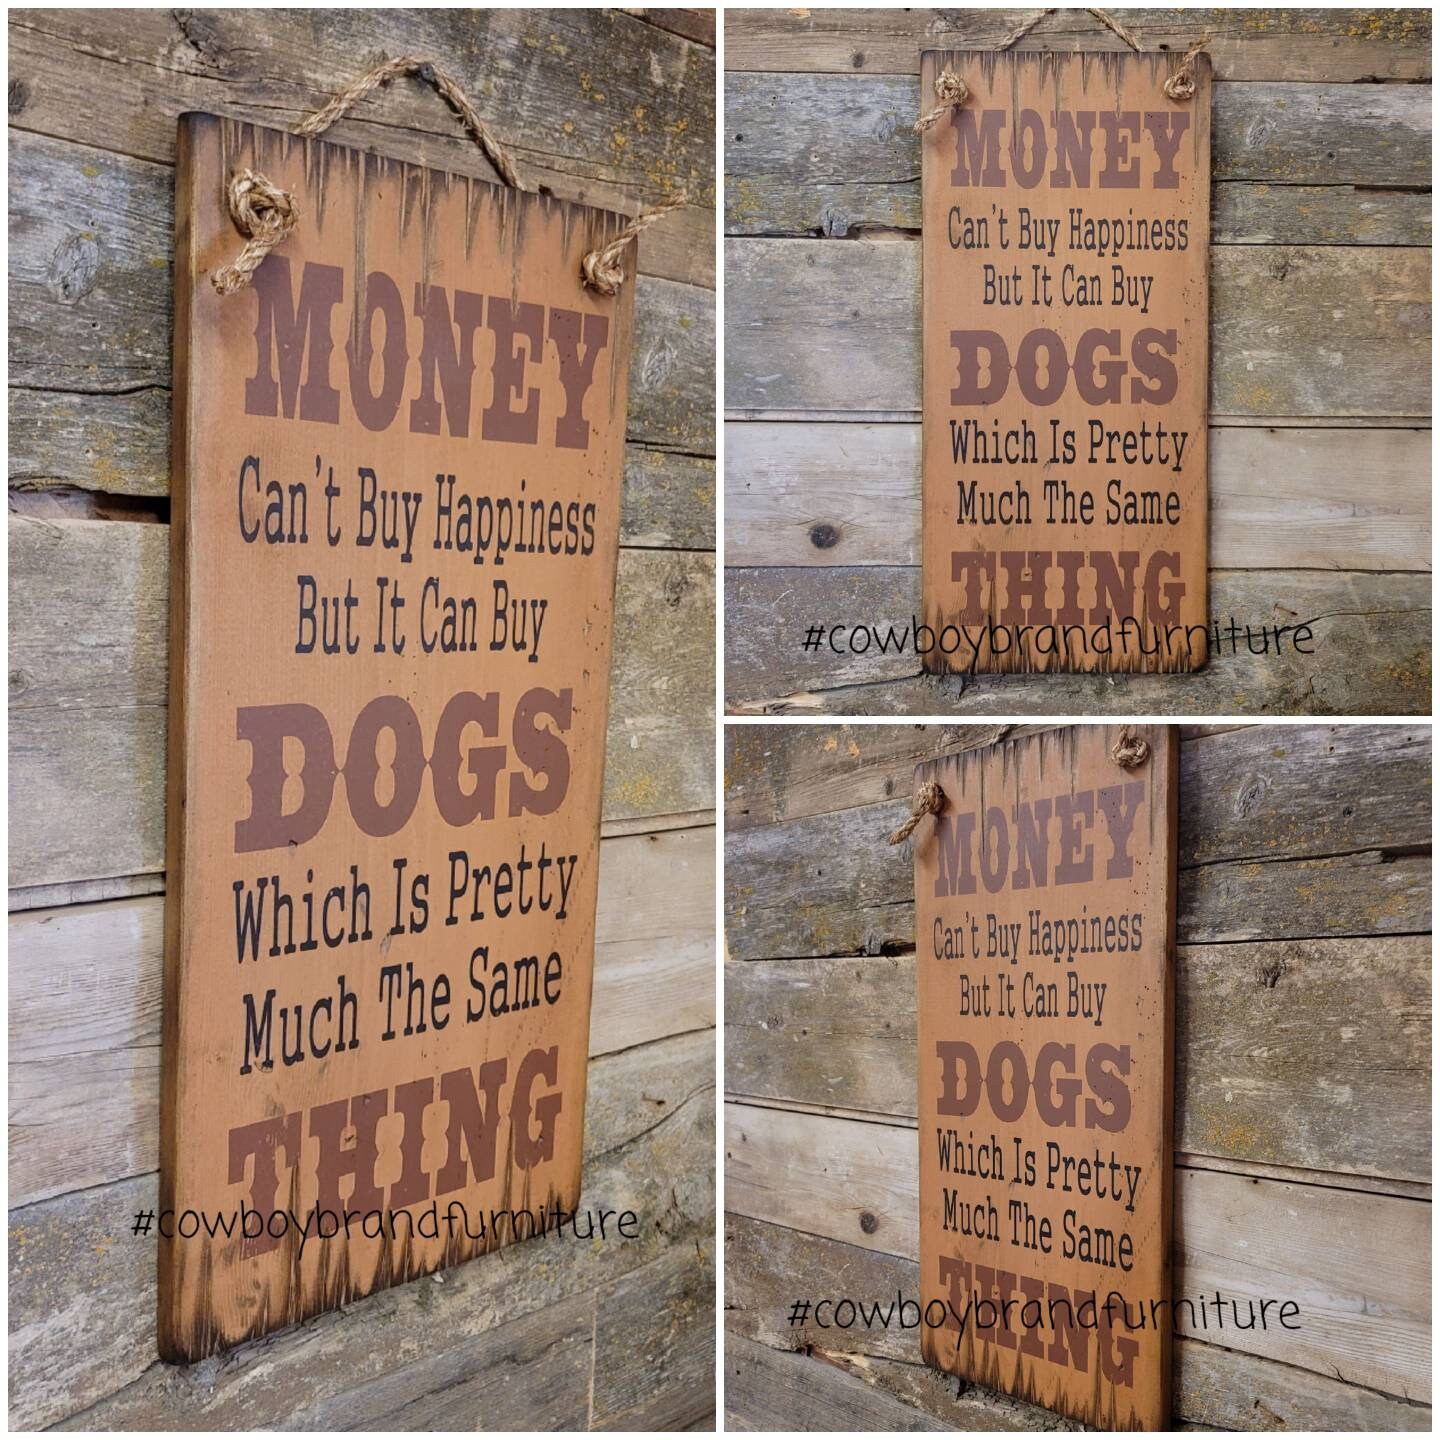 MONEY
Can't Buy Happiness
But It Can Buy
DOGS
Which Is Pretty
Much The Same
THING
#cowboybrandfurniture
MONEY
Can't Buy Happiness
But It Can Buy
DOGS
Which Is Pretty
Much The Same
THING
#cowboybrandfurniture
MONEY
Can't Buy Happiness
But It Can Buy
DOGS
Which Is Pretty
Much The Same
THING
#cowboybrandfurniture